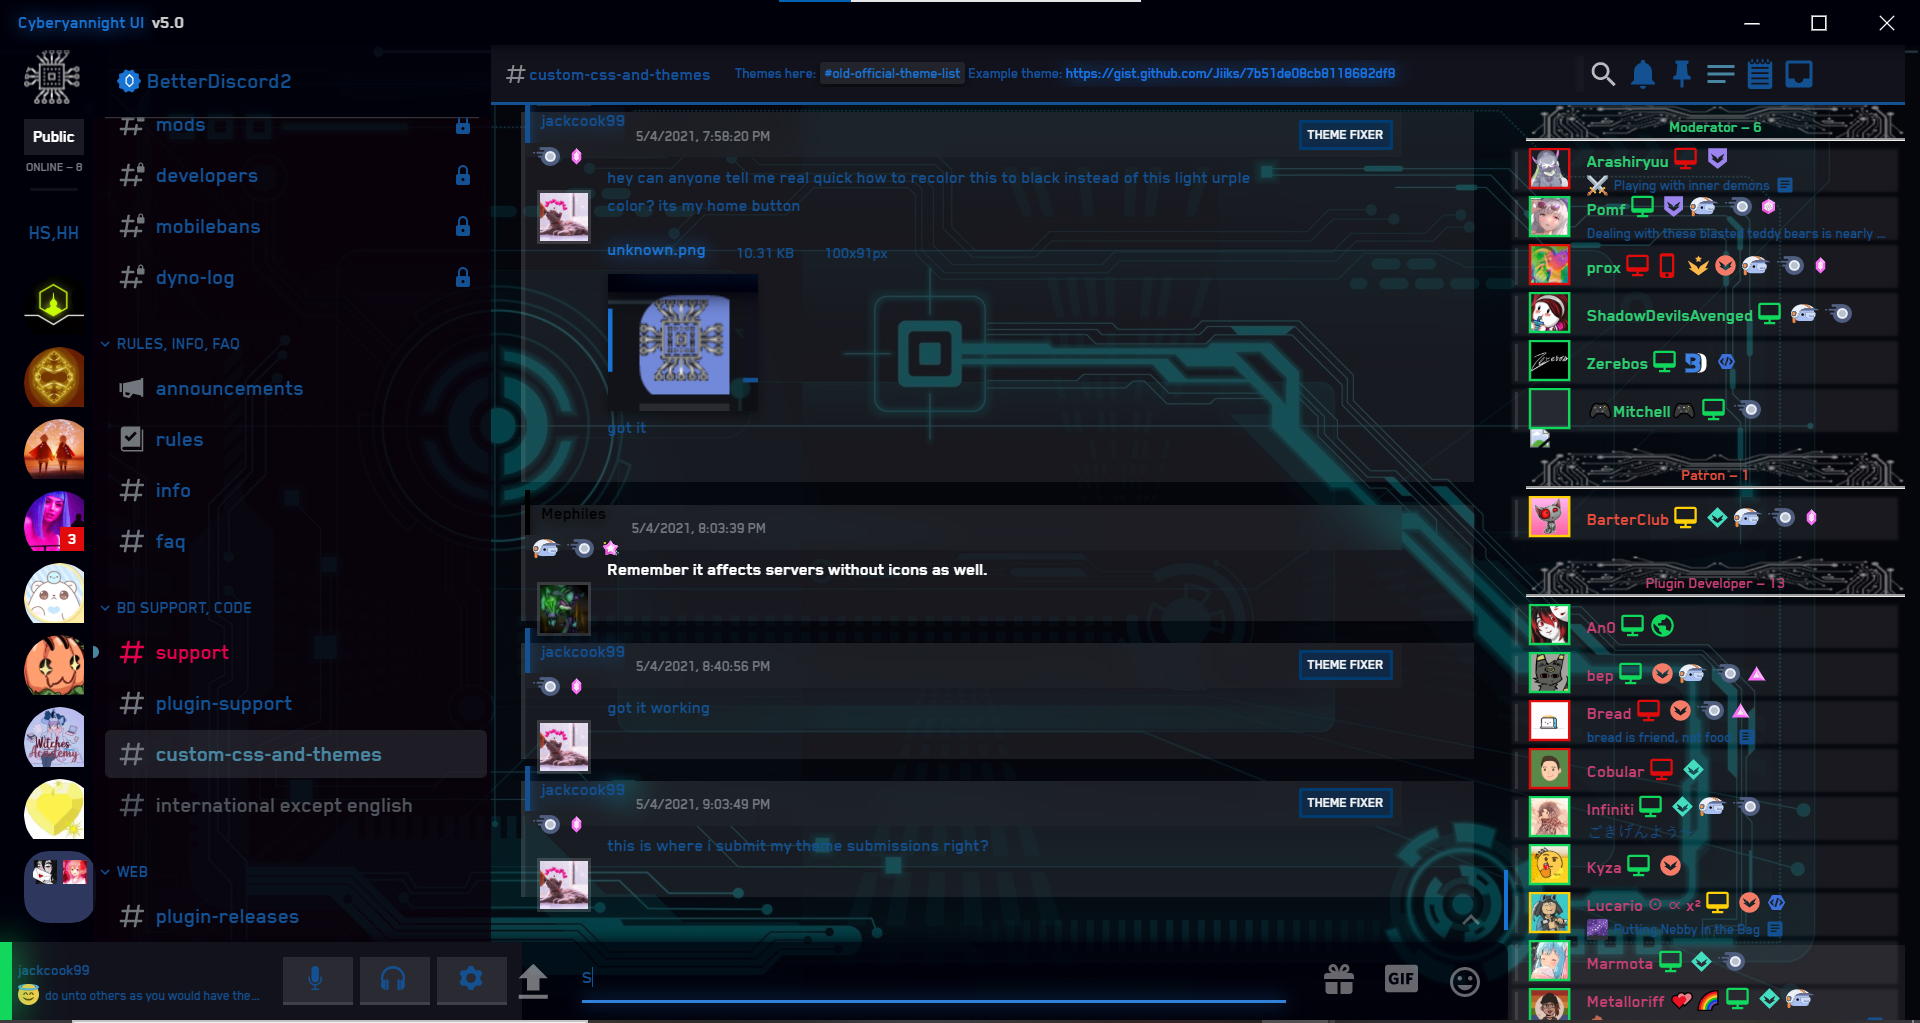 Cyberyannight UI v5.0
Public
ONLINE – 8
HS,HH
3
Witches
Academy
BetterDiscord2
mods
developers
mobilebans
dyno-log
RULES, INFO, FAQ
announcements
rules
info
faq
BD SUPPORT, CODE
support
plugin-support
custom-css-and-themes
international except english
WEB
plugin-releases
jackcook99
do unto others as you would have the...
custom-css-and-themes
Themes here: #old-official-theme-list Example theme: https://gist.github.com/Jiiks/7b51de08cb8118682df8
jackcook99
5/4/2021, 7:58:20 PM
THEME FIXER
hey can anyone tell me real quick how to recolor this to black instead of this light urple
color? its my home button
unknown.png 10.31 KB 100x91px
got it
Mephiles
5/4/2021, 8:03:39 PM
Remember it affects servers without icons as well.
jackcook99
5/4/2021, 8:40:56 PM
THEME FIXER
got it working
jackcook99
5/4/2021, 9:03:49 PM
THEME FIXER
this is where i submit my theme submissions right?
S
GIF
Moderator – 6
Arashiryuu
Playing with inner demons
Pomf
Dealing with these blasted teddy bears is nearly ...
prox
ShadowDevilsAvenged
Zerebos
🎮Mitchell🎮
Patron – 1
BarterClub
Plugin Developer – 13
An0
bep
Bread
bread is friend, not food
Cobular
Infiniti
Kyza
Lucario ⊙ ∝ x²
Putting Nebby in the Bag
Marmota
Metalloriff 💘🌈